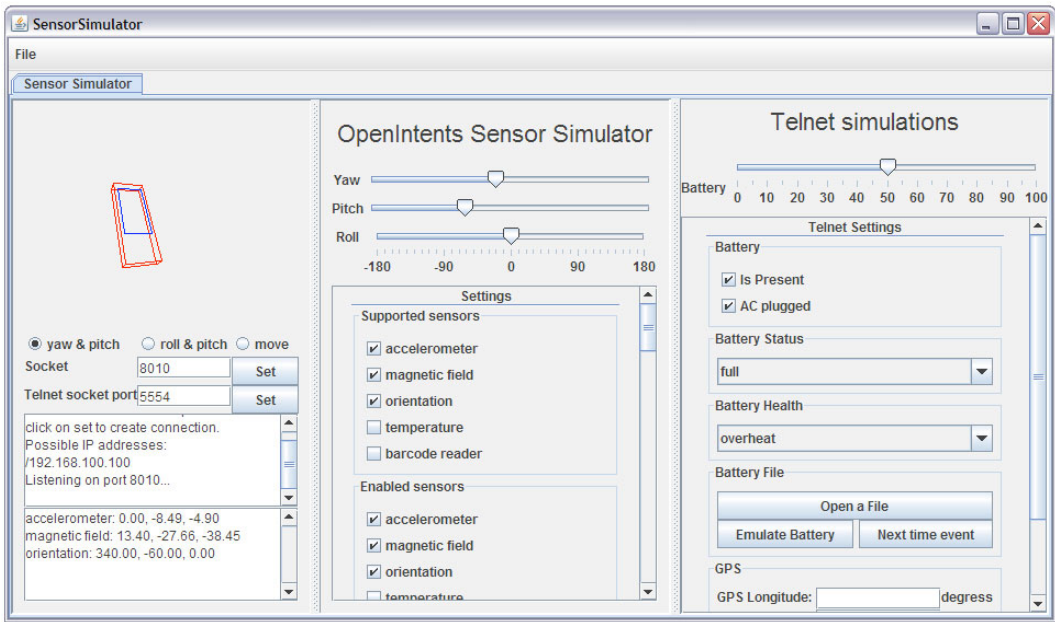 SensorSimulator
File
Sensor Simulator
yaw & pitch roll & pitch move
Socket 8010 Set
Telnet socket port 5554 Set
click on set to create connection.
Possible IP addresses:
/192.168.100.100
Listening on port 8010...
accelerometer: 0.00, -8.49, -4.90
magnetic field: 13.40, -27.66, -38.45
orientation: 340.00, -60.00, 0.00
OpenIntents Sensor Simulator
Yaw
Pitch
Roll
-180 -90 0 90 180
Settings
Supported sensors
accelerometer
magnetic field
orientation
temperature
barcode reader
Enabled sensors
accelerometer
magnetic field
orientation
temperature
Telnet simulations
Battery
0 10 20 30 40 50 60 70 80 90 100
Telnet Settings
Battery
Is Present
AC plugged
Battery Status
full
Battery Health
overheat
Battery File
Open a File
Emulate Battery Next time event
GPS
GPS Longitude: degress